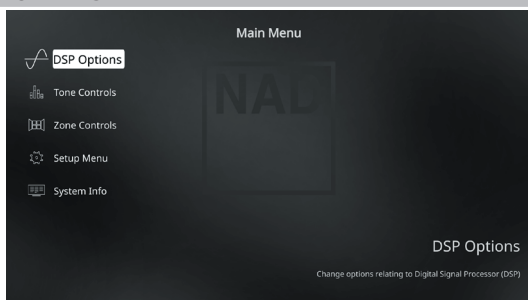 Main Menu
DSP Options
Tone Controls
Zone Controls
Setup Menu
System Info
NAD
DSP Options
Change options relating to Digital Signal Processor (DSP)